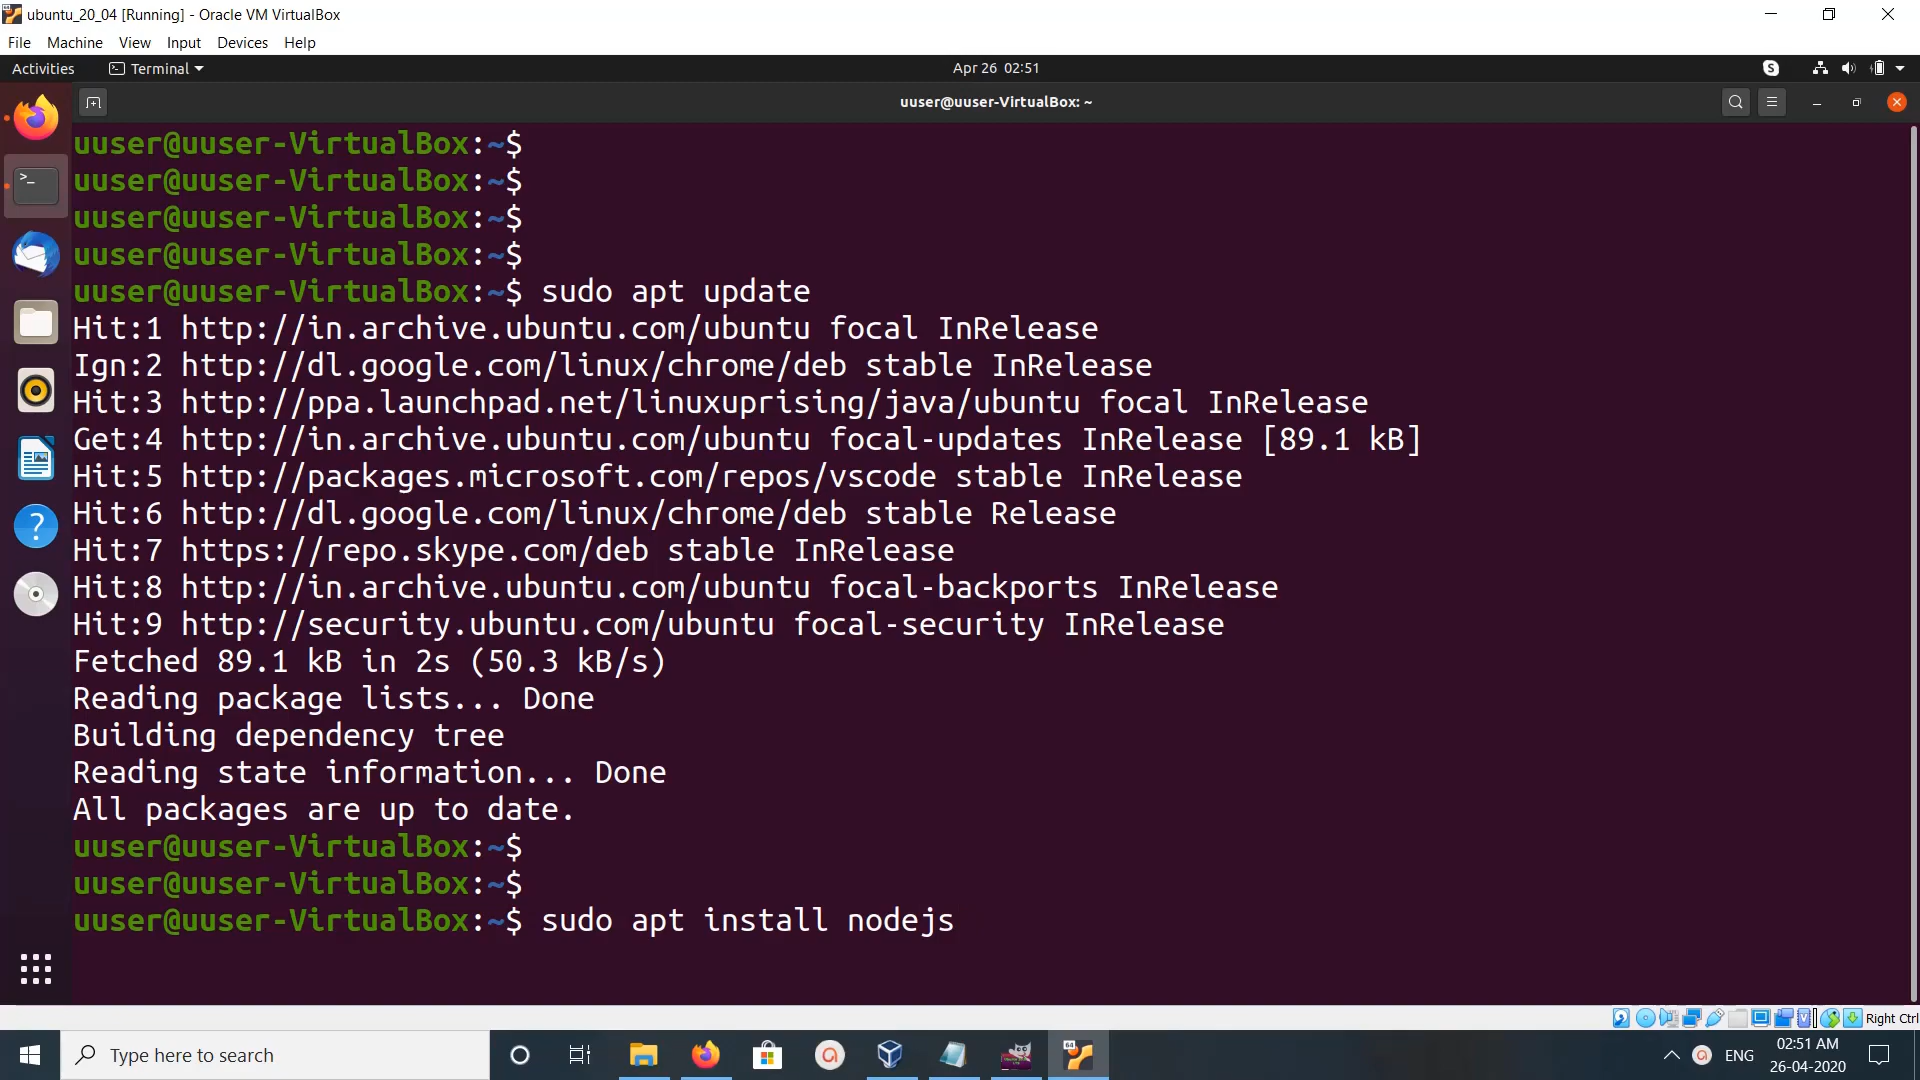 ubuntu_20_04 [Running] - Oracle VM VirtualBox
File Machine View Input Devices Help
Activities Terminal Apr 26 02:51
uuser@uuser-VirtualBox: ~
uuser@uuser-VirtualBox:~$
uuser@uuser-VirtualBox:~$
uuser@uuser-VirtualBox:~$
uuser@uuser-VirtualBox:~$
uuser@uuser-VirtualBox:~$ sudo apt update
Hit:1 http://in.archive.ubuntu.com/ubuntu focal InRelease
Ign:2 http://dl.google.com/linux/chrome/deb stable InRelease
Hit:3 http://ppa.launchpad.net/linuxuprising/java/ubuntu focal InRelease
Get:4 http://in.archive.ubuntu.com/ubuntu focal-updates InRelease [89.1 kB]
Hit:5 http://packages.microsoft.com/repos/vscode stable InRelease
Hit:6 http://dl.google.com/linux/chrome/deb stable Release
Hit:7 https://repo.skype.com/deb stable InRelease
Hit:8 http://in.archive.ubuntu.com/ubuntu focal-backports InRelease
Hit:9 http://security.ubuntu.com/ubuntu focal-security InRelease
Fetched 89.1 kB in 2s (50.3 kB/s)
Reading package lists... Done
Building dependency tree
Reading state information... Done
All packages are up to date.
uuser@uuser-VirtualBox:~$
uuser@uuser-VirtualBox:~$
uuser@uuser-VirtualBox:~$ sudo apt install nodejs
Right Ctrl
Type here to search
ENG
02:51 AM
26-04-2020